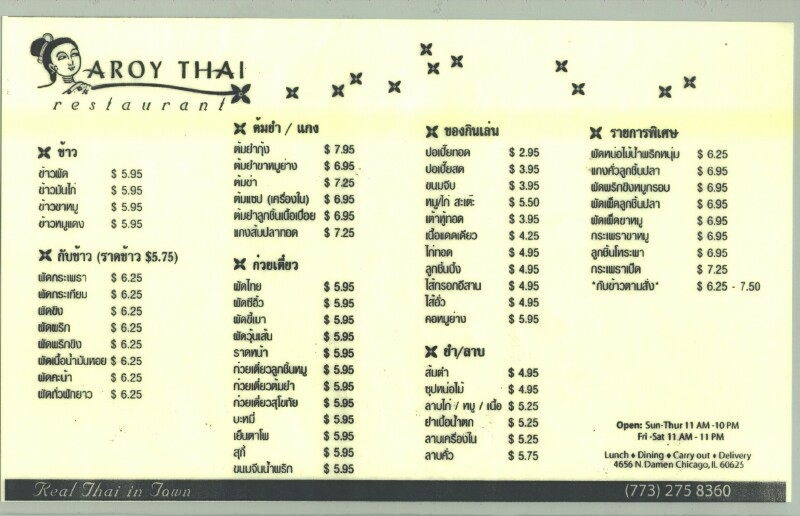 AROY THAI
restaurant
ข้าว
ข้าวผัด $ 5.95
ข้าวมันไก่ $ 5.95
ข้าวขาหมู $ 5.95
ข้าวหมูแดง $ 5.95
กับข้าว (ราดข้าว $5.75)
ผัดกระเพรา $ 6.25
ผัดกระเทียม $ 6.25
ผัดขิง $ 6.25
ผัดพริก $ 6.25
ผัดพริกขิง $ 6.25
ผัดเนื้อน้ำมันหอย $ 6.25
ผัดคะน้า $ 6.25
ผัดถั่วฝักยาว $ 6.25
ต้มยำ / แกง
ต้มยำกุ้ง $ 7.95
ต้มยำขาหมูย่าง $ 6.95
ต้มข่า $ 7.25
ต้มแซป (เครื่องใน) $ 6.95
ต้มยำลูกชิ้นเนื้อเปื่อย $ 6.95
แกงส้มปลาทอด $ 7.25
ก๋วยเตี๋ยว
ผัดไทย $ 5.95
ผัดซีอิ๊ว $ 5.95
ผัดขี้เมา $ 5.95
ผัดวุ้นเส้น $ 5.95
ราดหน้า $ 5.95
ก๋วยเตี๋ยวลูกชิ้นหมู $ 5.95
ก๋วยเตี๋ยวต้มยำ $ 5.95
ก๋วยเตี๋ยวสุโขทัย $ 5.95
บะหมี่ $ 5.95
เย็นตาโฟ $ 5.95
สุกี้ $ 5.95
ขนมจีนน้ำพริก $ 5.95
ของกินเล่น
ปอเปี๊ยทอด $ 2.95
ปอเปี๊ยสด $ 3.95
ขนมจีบ $ 3.95
หมู/ไก่ สะเต๊ะ $ 5.50
เต้าหู้ทอด $ 3.95
เนื้อแดดเดียว $ 4.25
ไก่ทอด $ 4.95
ลูกชิ้นปิ้ง $ 4.95
ไส้กรอกอีสาน $ 4.95
ไส้อั่ว $ 4.95
คอหมูย่าง $ 5.95
ยำ/ลาบ
ส้มตำ $ 4.95
ซุปหน่อไม้ $ 4.95
ลาบไก่ / หมู / เนื้อ $ 5.25
ยำเนื้อน้ำตก $ 5.25
ลาบเครื่องใน $ 5.25
ลาบคั่ว $ 5.75
รายการพิเศษ
ผัดหน่อไม้น้ำพริกหนุ่ม $ 6.25
แกงคั่วลูกชิ้นปลา $ 6.95
ผัดพริกขิงหมูกรอบ $ 6.95
ผัดเผ็ดลูกชิ้นปลา $ 6.95
ผัดเผ็ดขาหมู $ 6.95
กระเพราขาหมู $ 6.95
ลูกชิ้นโหระพา $ 6.95
กระเพราเป็ด $ 7.25
*กับข้าวตามสั่ง* $ 6.25 - 7.50
Open: Sun-Thur 11 AM -10 PM
Fri -Sat 11 AM - 11 PM
Lunch ♦ Dining ♦ Carry out ♦ Delivery
4656 N. Damen Chicago, IL 60625
Real Thai in Town
(773) 275 8360